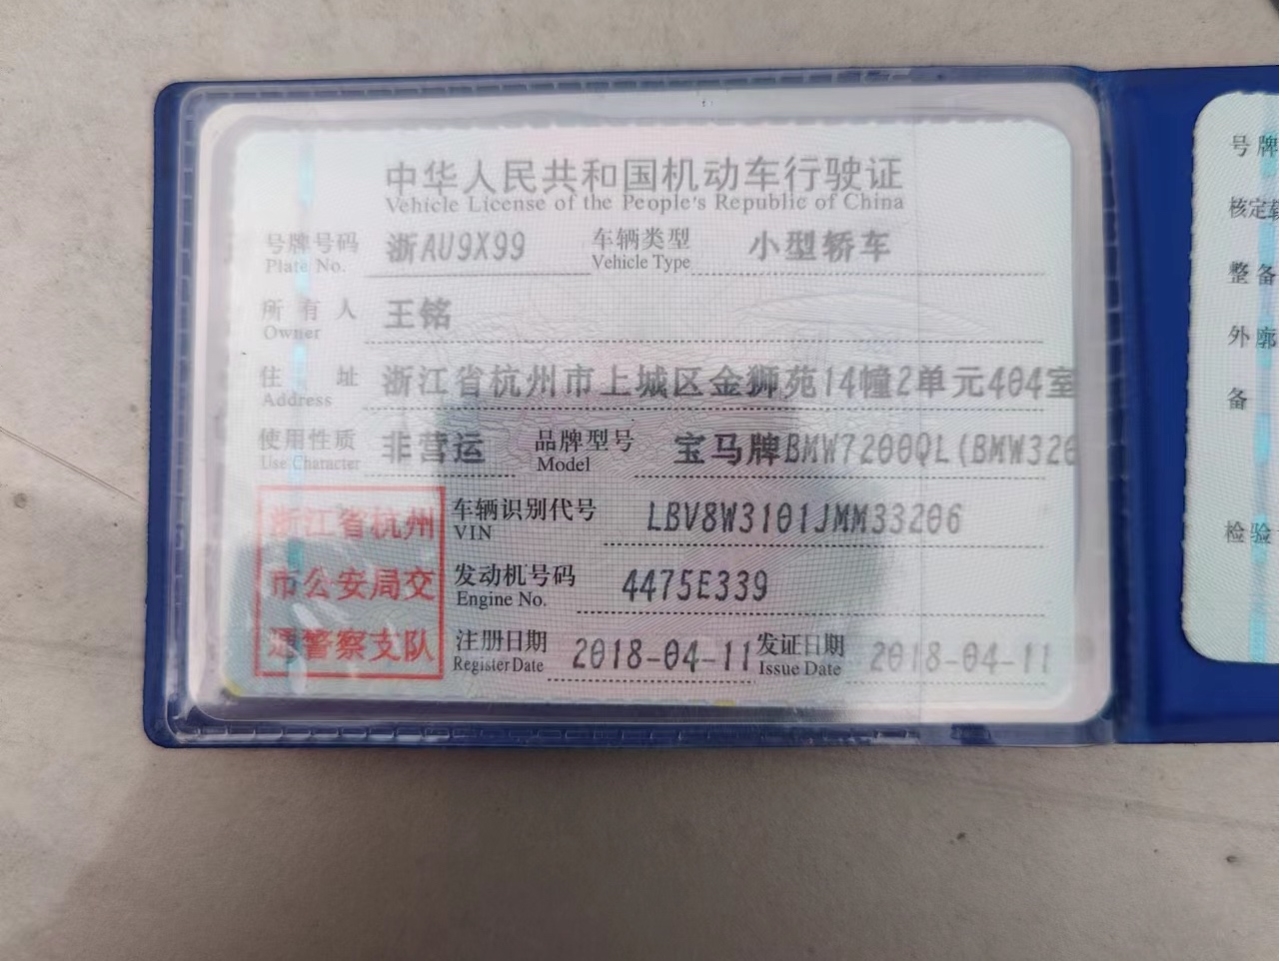 中华人民共和国机动车行驶证
Vehicle License of the People's Republic of China
号牌号码 浙AU9X99 车辆类型 小型轿车
Plate No. Vehicle Type
所有人 王铭
Owner
住址 浙江省杭州市上城区金狮苑14幢2单元404室
Address
使用性质 非营运 品牌型号 宝马牌BMW7200QL(BMW320
Use Character Model
浙江省杭州
市公安局交
通警察支队
车辆识别代号 LBV8W3101JMM33206
VIN
发动机号码 4475E339
Engine No.
注册日期 2018-04-11 发证日期 2018-04-11
Register Date Issue Date
号牌
核定载
整备
外廓
备
检验